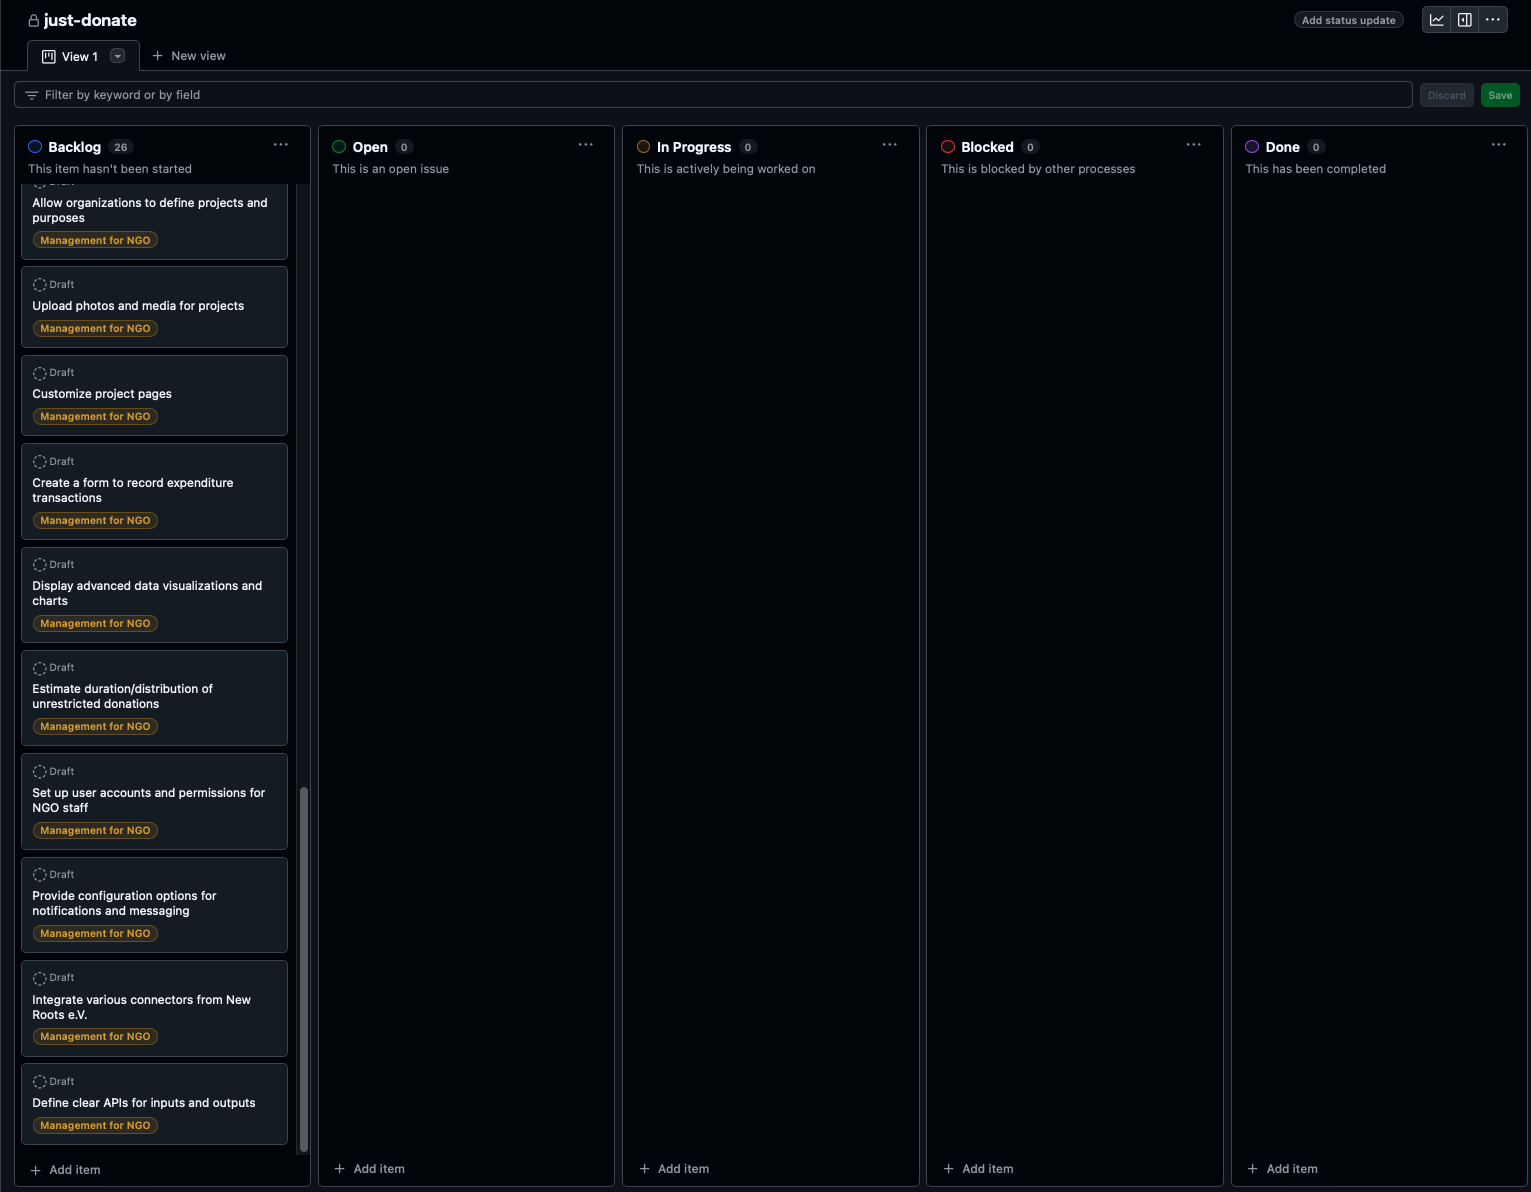 just-donate
Add status update
View 1
New view
Filter by keyword or by field
Discard
Save
Backlog 26
This item hasn't been started
Draft
Allow organizations to define projects and
purposes
Management for NGO
Draft
Upload photos and media for projects
Management for NGO
Draft
Customize project pages
Management for NGO
Draft
Create a form to record expenditure
transactions
Management for NGO
Draft
Display advanced data visualizations and
charts
Management for NGO
Draft
Estimate duration/distribution of
unrestricted donations
Management for NGO
Draft
Set up user accounts and permissions for
NGO staff
Management for NGO
Draft
Provide configuration options for
notifications and messaging
Management for NGO
Draft
Integrate various connectors from New
Roots e.V.
Management for NGO
Draft
Define clear APIs for inputs and outputs
Management for NGO
Add item
Open 0
This is an open issue
Add item
In Progress 0
This is actively being worked on
Add item
Blocked 0
This is blocked by other processes
Add item
Done 0
This has been completed
Add item